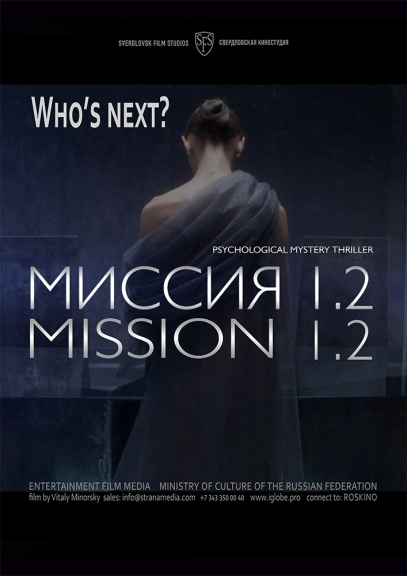 SVERDLOVSK FILM STUDIOS SFS СВЕРДЛОВСКАЯ КИНОСТУДИЯ
WHO'S NEXT?
PSYCHOLOGICAL MYSTERY THRILLER
МИССИЯ 1.2
MISSION 1.2
ENTERTAINMENT FILM MEDIA MINISTRY OF CULTURE OF THE RUSSIAN FEDERATION
film by Vitaly Minorsky sales: info@stranamedia.com +7 343 350 00 40 www.iglobe.pro connect to: ROSKINO